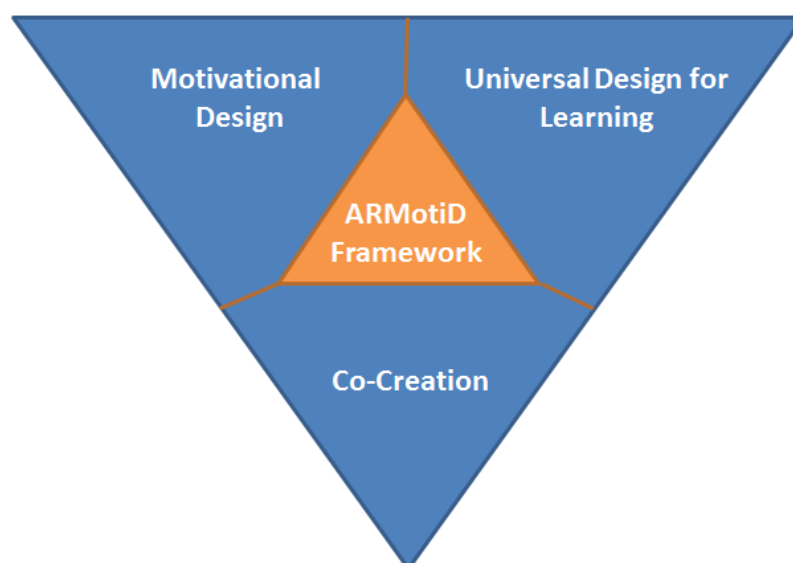 Motivational
Design
Universal Design for
Learning
ARMotiD
Framework
Co-Creation